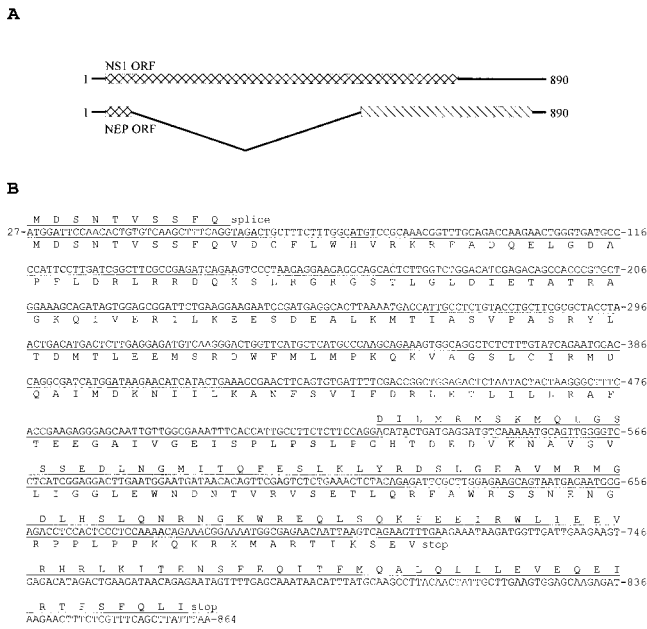 A
NS1 ORF
1 890
1 890
NEP ORF
B
M D S N T V S S F Q splice
27-ATGGATTCCAACACTGTGTCAAGCTTTCAGGTAGACTGCTTTCTTTGGCATGTCCGCAAACGGTTTGCAGACCAAGAACTGGGTGATGCC-116
M D S N T V S S F Q V D C F L W H V R K R F A D Q E L G D A
CCATTCCTTGATCGGCTTCGCCGAGATCAGAAGTCCCTAAGAGGAAGAGGCAGCACTCTTGGTCTGGACATCGAGACAGCCACCCGTGCT-206
P F L D R L R R D Q K S L R G R G S T L G L D I E T A T R A
GGAAAGCAGATAGTGGAGCGGATTCTGAAGGAAGAATCCGATGAGGCACTTAAAATGACCATTGCCTCTGTACCTGCTTCGCGCTACCTA-296
G K Q I V E R I L K E E S D E A L K M T I A S V P A S R Y L
ACTGACATGACTCTTGAGGAGATGTCAAGGGACTGGTTCATGCTCATGCCCAAGCAGAAAGTGGCAGGCTCTCTTTGTATCAGAATGGAC-386
T D M T L E E M S R D W F M L M P K Q K V A G S L C I R M D
CAGGCGATCATGGATAAGAACATCATACTGAAAGCGAACTTCAGTGTGATTTTCGACCGGCTGGAGACTCTAATACTACTAAGGGCTTTC-476
Q A I M D K N I I L K A N F S V I F D R L E T L I L L R A F
D I L M R M S K M Q L G S
ACCGAAGAGGGAGCAATTGTTGGCGAAATTTCACCATTGCCTTCTCTTCCAGGACATACTGATGAGGATGTCAAAAATGCAGTTGGGGTC-566
T E E G A I V G E I S P L P S L P G H T D E D V K N A V G V
S S E D L N G M I T Q F E S L K L Y R D S L G E A V M R M G
CTCATCGGAGGACTTGAATGGAATGATAACACAGTTCGAGTCTCTGAAACTCTACAGAGATTCGCTTGGAGAAGCAGTAATGAGAATGGG-656
L I G G L E W N D N T V R V S E T L Q R F A W R S S N E N G
D L H S L Q N R N G K W R E Q L S Q K F E E I R W L I E E V
AGACCTCCACTCCCTCCAAAACAGAAACGGAAAATGGCGAGAACAATTAAGTCAGAAGTTTGAAGAAATAAGATGGTTGATTGAAGAAGT-746
R P P L P P K Q K R K M A R T I K S E V stop
R H R L K I T E N S F E Q I T F M Q A L Q L L L E V E Q E I
GAGACATAGACTGAAGATAACAGAGAATAGTTTTGAGCAAATAACATTTATGCAAGCCTTACAACTATTGCTTGAAGTGGAGCAAGAGAT-836
R T F S F Q L I stop
AAGAACTTTCTCGTTTCAGCTTATTTAA-864